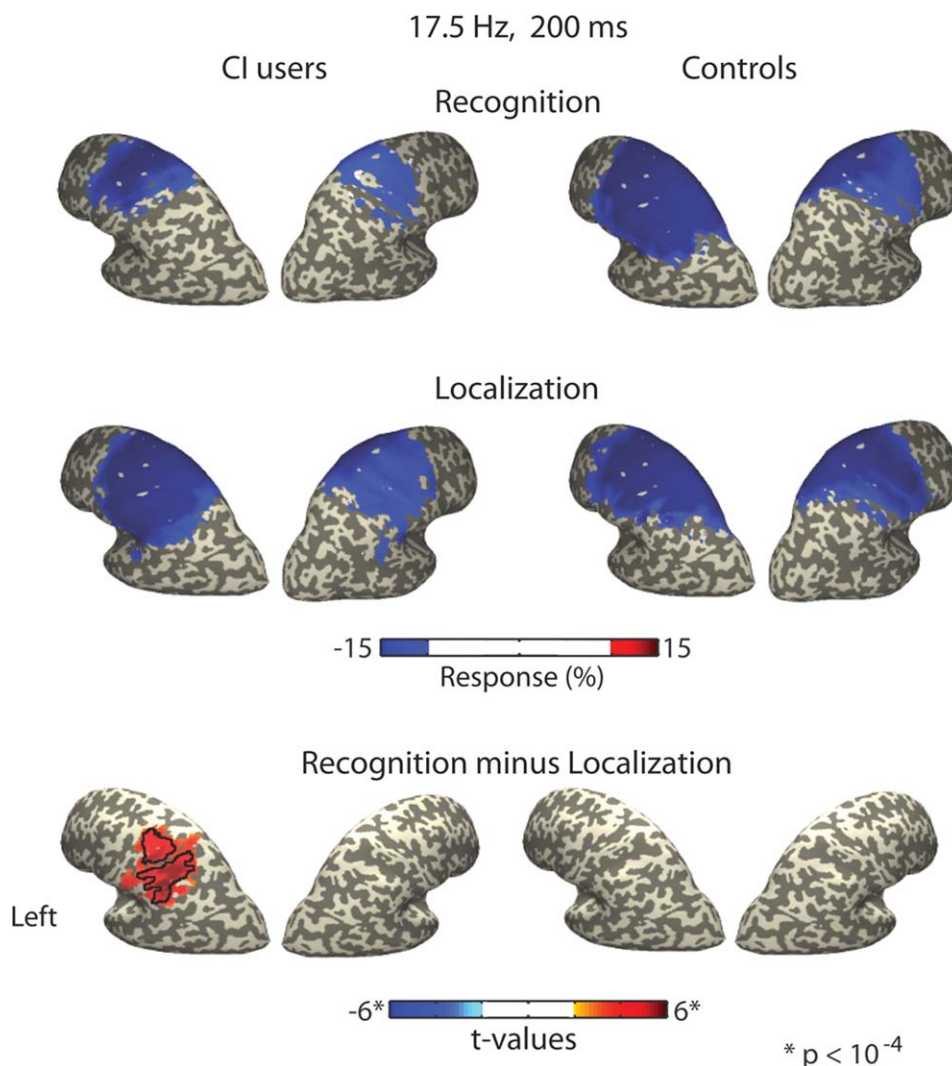 17.5 Hz, 200 ms
CI users Controls
Recognition
Localization
-15 15
Response (%)
Recognition minus Localization
Left
-6* 6*
t-values
* p < 10⁻⁴